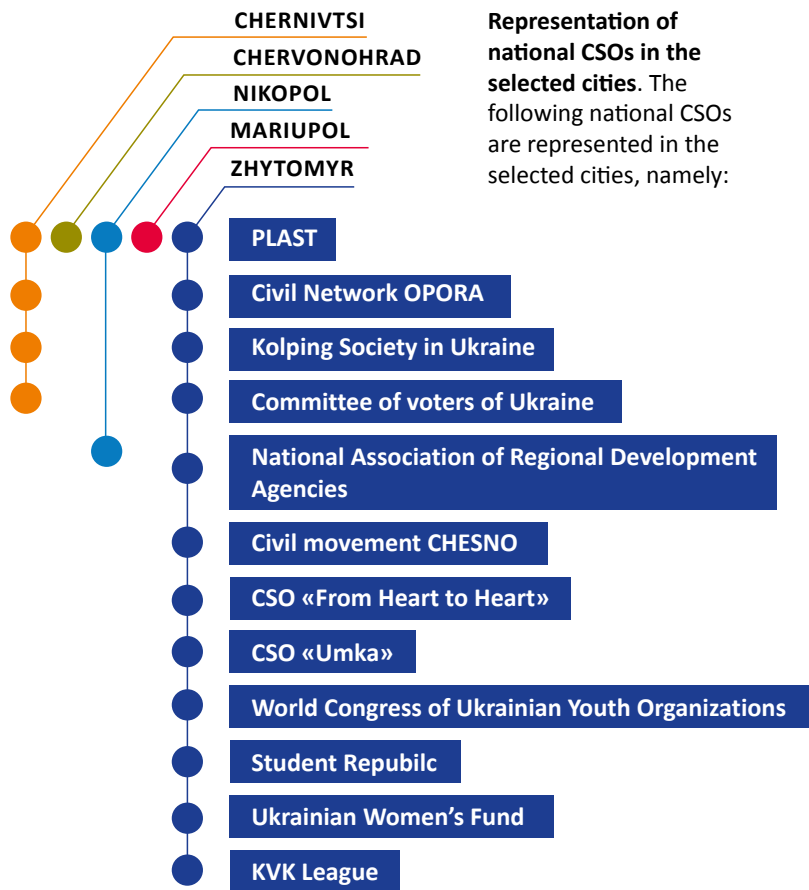 CHERNIVTSI
CHERVONOHRAD
NIKOPOL
MARIUPOL
ZHYTOMYR
Representation of
national CSOs in the
selected cities. The
following national CSOs
are represented in the
selected cities, namely:
PLAST
Civil Network OPORA
Kolping Society in Ukraine
Committee of voters of Ukraine
National Association of Regional Development
Agencies
Civil movement CHESNO
CSO «From Heart to Heart»
CSO «Umka»
World Congress of Ukrainian Youth Organizations
Student Repubilc
Ukrainian Women’s Fund
KVK League